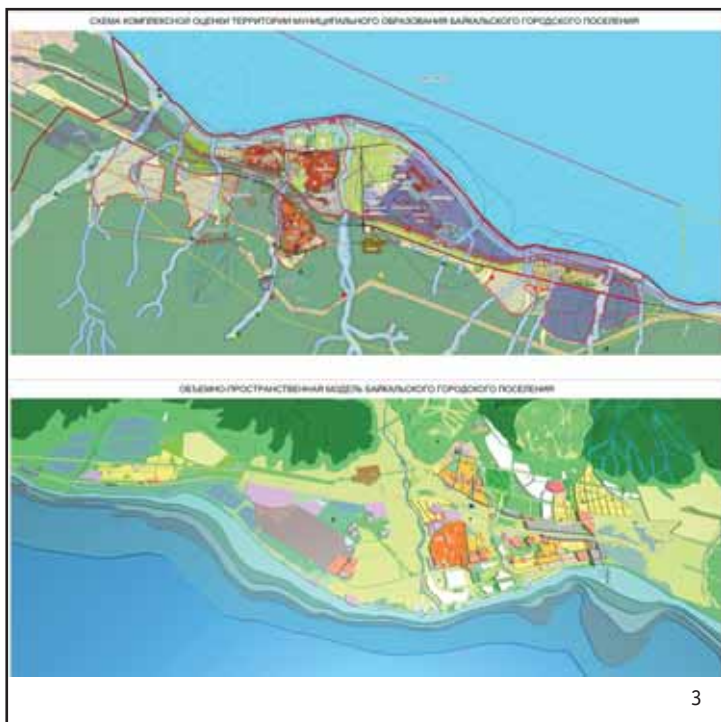 СХЕМА КОМПЛЕКСНОЙ ОЦЕНКИ ТЕРРИТОРИИ МУНИЦИПАЛЬНОГО ОБРАЗОВАНИЯ БАЙКАЛЬСКОГО ГОРОДСКОГО ПОСЕЛЕНИЯ
ОБЪЕМНО-ПРОСТРАНСТВЕННАЯ МОДЕЛЬ БАЙКАЛЬСКОГО ГОРОДСКОГО ПОСЕЛЕНИЯ
3